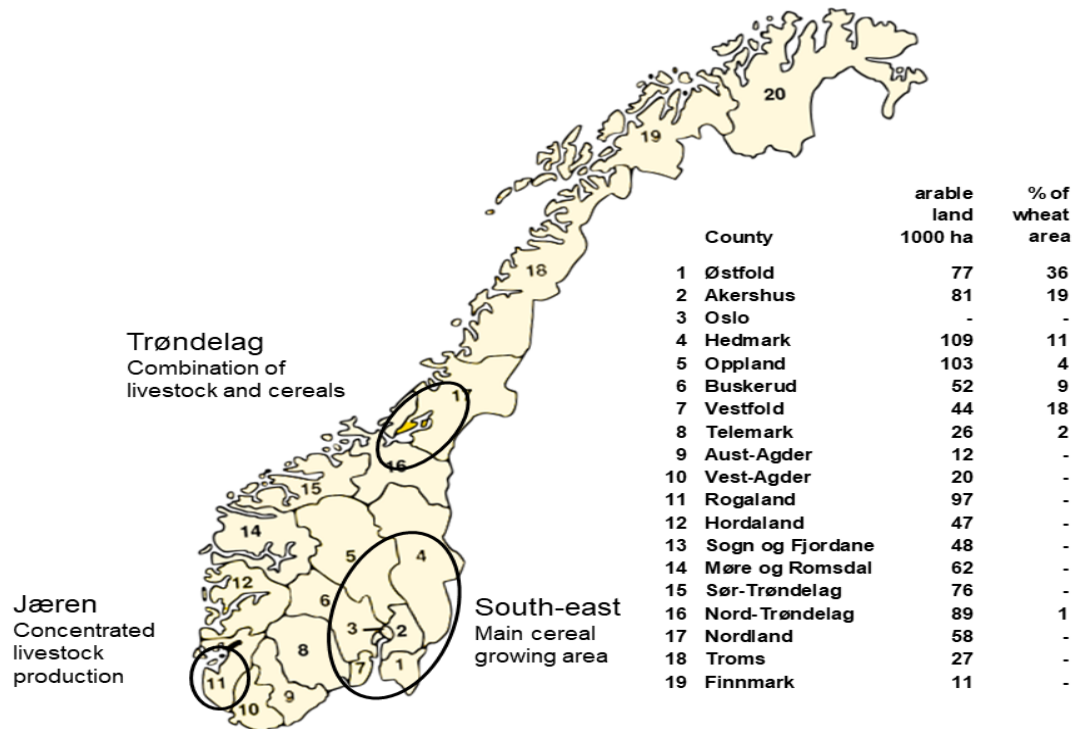 20
19
18
17
16
15
14
12
5
4
6
3
2
8
7
1
11
10
9
Trøndelag
Combination of
livestock and cereals
Jæren
Concentrated
livestock
production
South-east
Main cereal
growing area
arable % of
land wheat
County 1000 ha area
1 Østfold 77 36
2 Akershus 81 19
3 Oslo - -
4 Hedmark 109 11
5 Oppland 103 4
6 Buskerud 52 9
7 Vestfold 44 18
8 Telemark 26 2
9 Aust-Agder 12 -
10 Vest-Agder 20 -
11 Rogaland 97 -
12 Hordaland 47 -
13 Sogn og Fjordane 48 -
14 Møre og Romsdal 62 -
15 Sør-Trøndelag 76 -
16 Nord-Trøndelag 89 1
17 Nordland 58 -
18 Troms 27 -
19 Finnmark 11 -